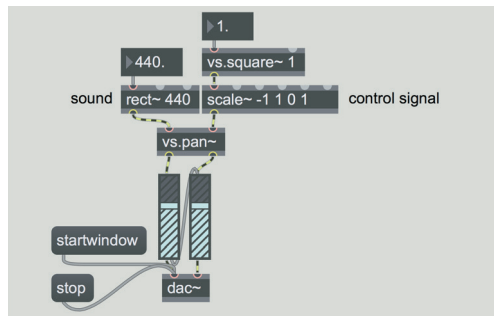 1.
440.
vs.square~ 1
sound
rect~ 440
scale~ -1 1 0 1
control signal
vs.pan~
startwindow
stop
dac~